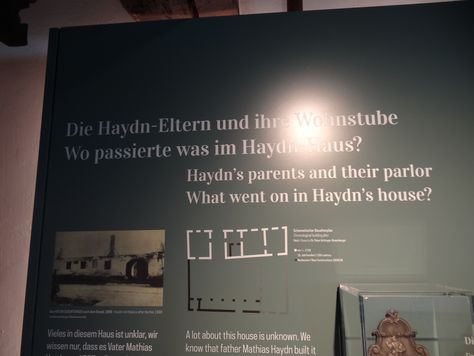 Die Haydn-Eltern und ihre Wohnstube
Wo passierte was im Haydn-Haus?
Haydn's parents and their parlor
What went on in Haydn's house?
Schematischer Baualtersplan
Vieles in diesem Haus ist unklar, wir
wissen nur, dass es Vater Mathias
A lot about this house is unknown. We
know that father Mathias Haydn built it